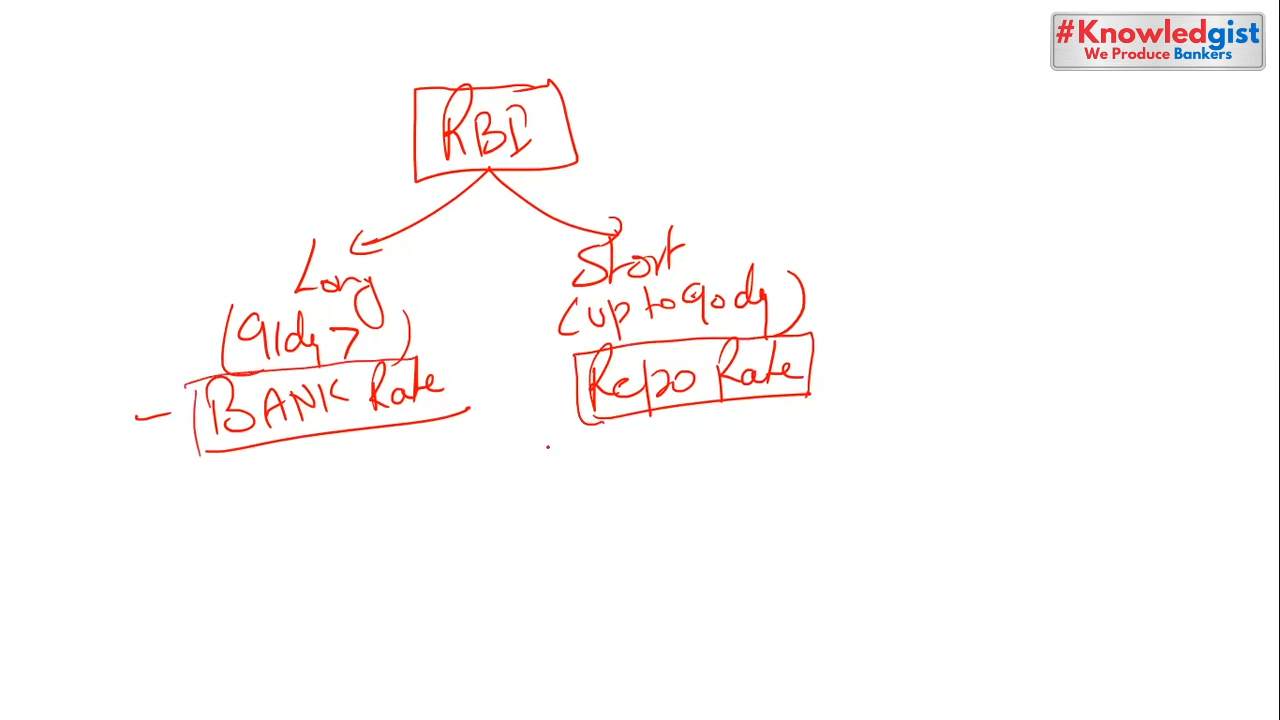 #Knowledgist
We Produce Bankers
RBI
Long
(91dy >)
- BANK Rate
Short
(up to 90 dy)
Repo Rate